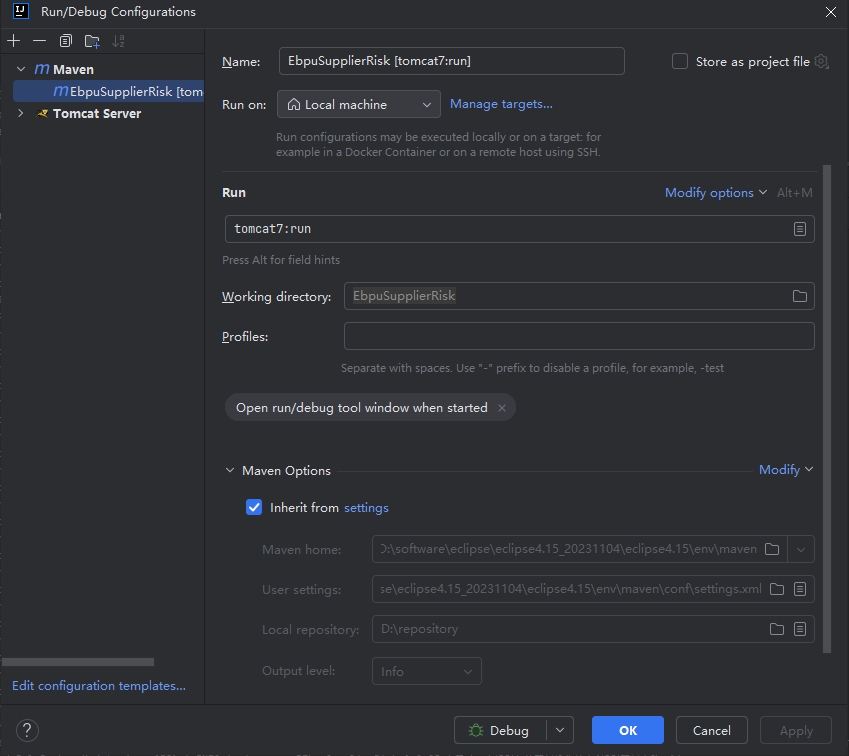 Run/Debug Configurations
Maven
EbpuSupplierRisk [tom
Tomcat Server
Edit configuration templates...
Name:
EbpuSupplierRisk [tomcat7:run]
Store as project file
Run on:
Local machine
Manage targets...
Run configurations may be executed locally or on a target: for
example in a Docker Container or on a remote host using SSH.
Run
Modify options
Alt+M
tomcat7:run
Press Alt for field hints
Working directory:
EbpuSupplierRisk
Profiles:
Separate with spaces. Use "-" prefix to disable a profile, for example, -test
Open run/debug tool window when started
Maven Options
Modify
Inherit from settings
Maven home:
D:\software\eclipse\eclipse4.15_20231104\eclipse4.15\env\maven
User settings:
se\eclipse4.15_20231104\eclipse4.15\env\maven\conf\settings.xml
Local repository:
D:\repository
Output level:
Info
?
Debug
OK
Cancel
Apply